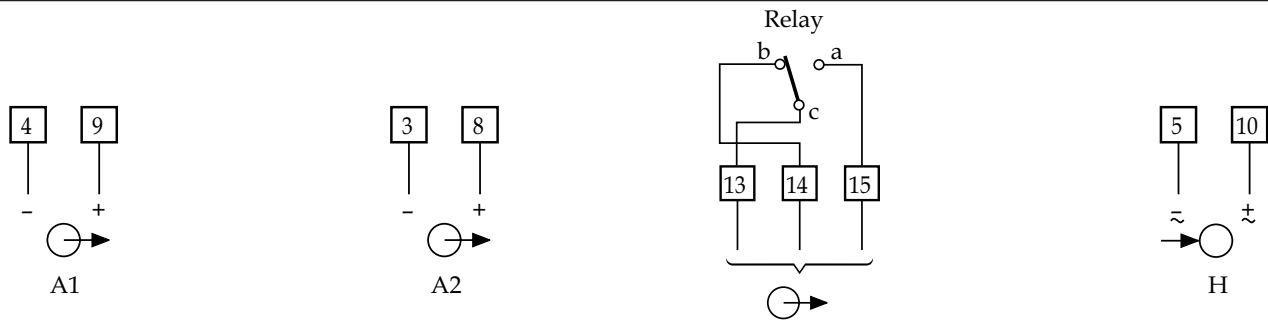 Relay
b a
c
4 9
3 8
5 10
13 14 15
– +
– +
– +
~ ~
A1
A2
H